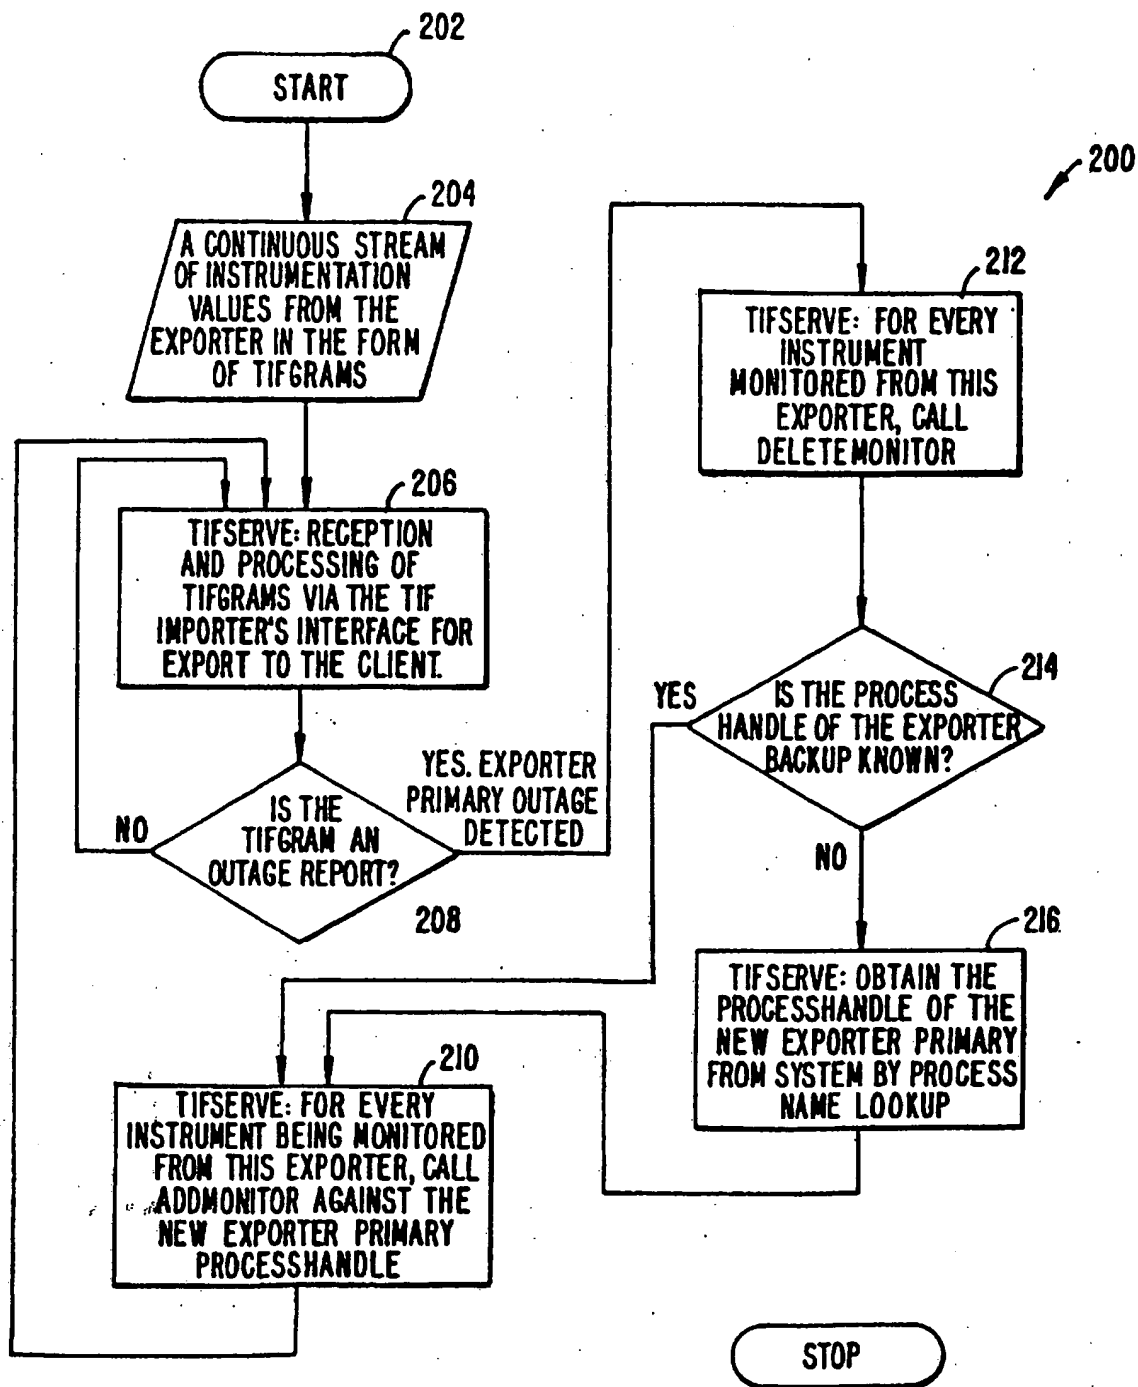 202
START
200
204
A CONTINUOUS STREAM
OF INSTRUMENTATION
VALUES FROM THE
EXPORTER IN THE FORM
OF TIFGRAMS
206
TIFSERVE: RECEPTION
AND PROCESSING OF
TIFGRAMS VIA THE TIF
IMPORTER'S INTERFACE FOR
EXPORT TO THE CLIENT.
IS THE
TIFGRAM AN
OUTAGE REPORT?
208
NO
YES. EXPORTER
PRIMARY OUTAGE
DETECTED
212
TIFSERVE: FOR EVERY
INSTRUMENT
MONITORED FROM THIS
EXPORTER, CALL
DELETEMONITOR
214
IS THE PROCESS
HANDLE OF THE EXPORTER
BACKUP KNOWN?
YES
NO
216
TIFSERVE: OBTAIN THE
PROCESSHANDLE OF THE
NEW EXPORTER PRIMARY
FROM SYSTEM BY PROCESS
NAME LOOKUP
210
TIFSERVE: FOR EVERY
INSTRUMENT BEING MONITORED
FROM THIS EXPORTER, CALL
ADDMONITOR AGAINST THE
NEW EXPORTER PRIMARY
PROCESSHANDLE
STOP